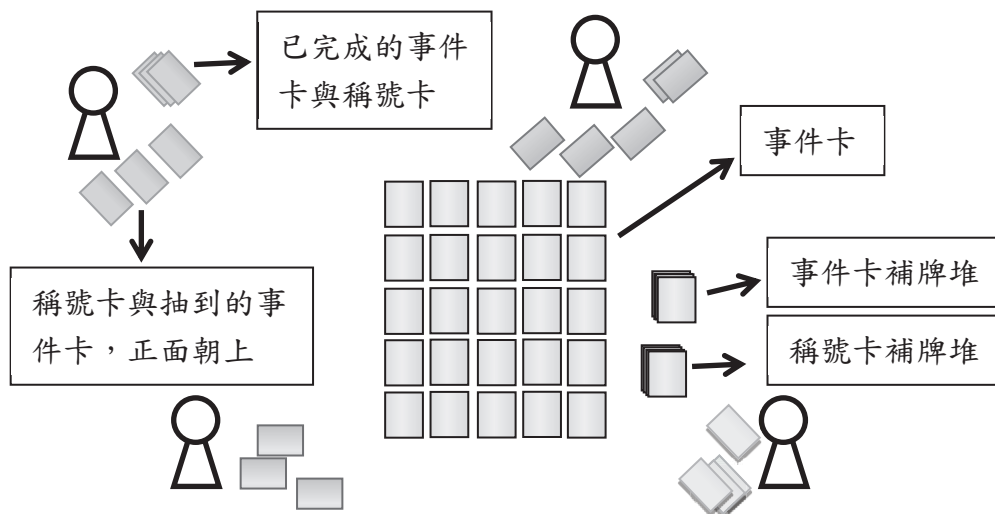 已完成的事件
卡與稱號卡
事件卡
事件卡補牌堆
稱號卡與抽到的事
件卡，正面朝上
稱號卡補牌堆